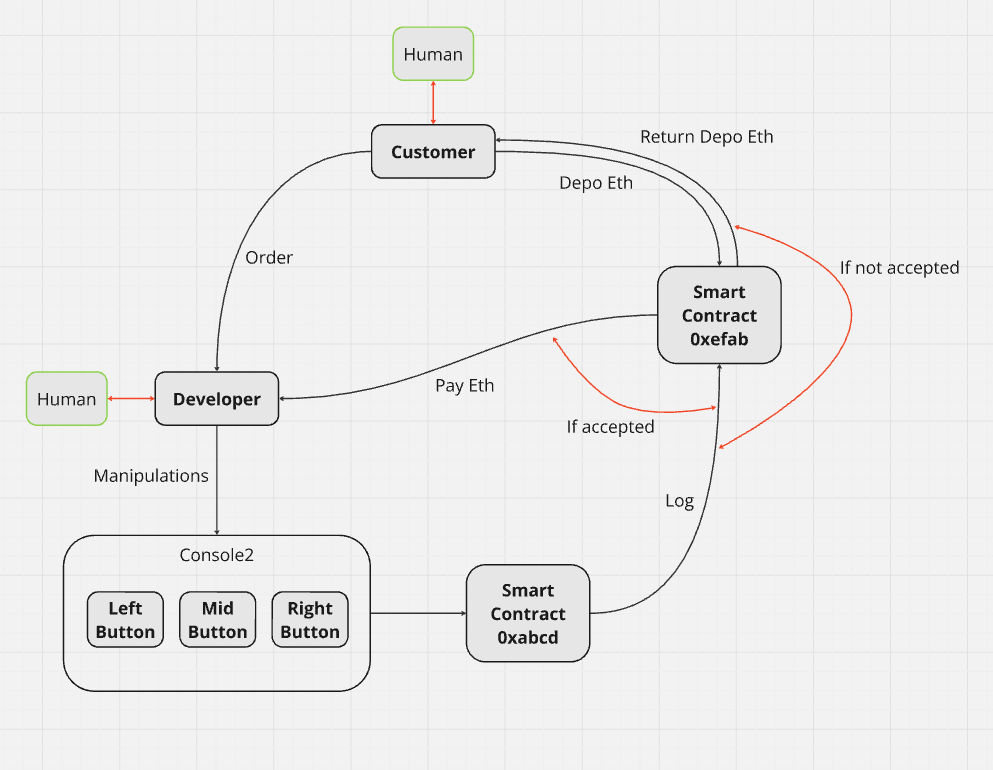 Human
Customer
Return Depo Eth
Depo Eth
Order
If not accepted
Smart
Contract
0xefab
Pay Eth
Human
Developer
If accepted
Manipulations
Log
Console2
Left
Button
Mid
Button
Right
Button
Smart
Contract
0xabcd